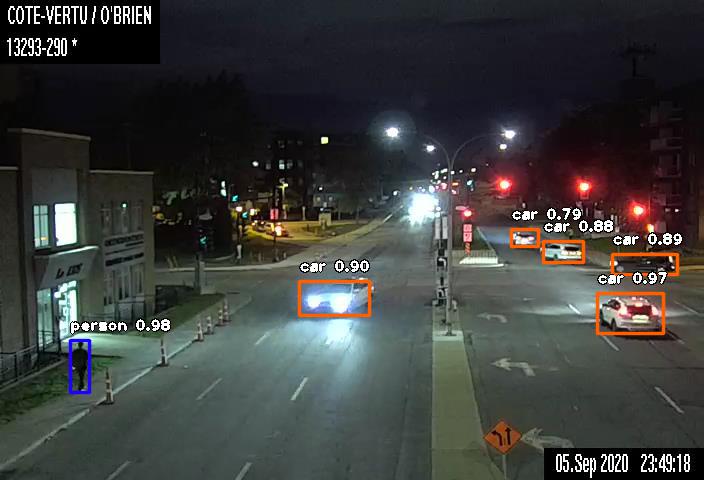 COTE-VERTU / O'BRIEN
13293-290 *
car 0.79
car 0.88
car 0.89
car 0.90
car 0.97
person 0.98
05.Sep 2020 23:49:18